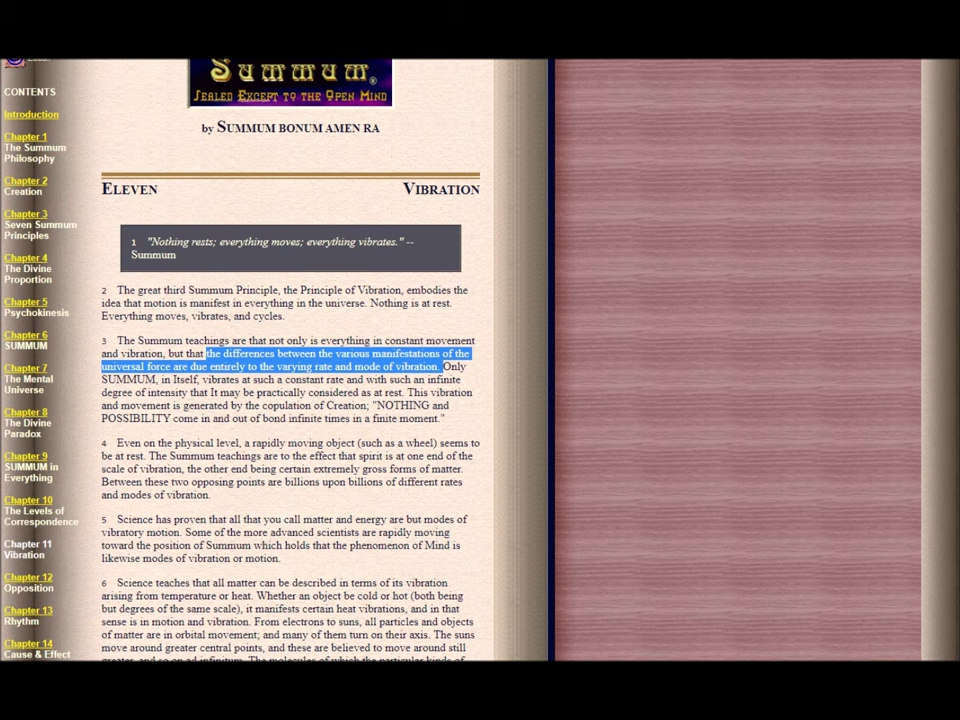 CONTENTS
Introduction
Chapter 1
The Summum
Philosophy
Chapter 2
Creation
Chapter 3
Seven Summum
Principles
Chapter 4
The Divine
Proportion
Chapter 5
Psychokinesis
Chapter 6
SUMMUM
Chapter 7
The Mental
Universe
Chapter 8
The Divine
Paradox
Chapter 9
SUMMUM in
Everything
Chapter 10
The Levels of
Correspondence
Chapter 11
Vibration
Chapter 12
Opposition
Chapter 13
Rhythm
Chapter 14
Cause & Effect
SUMMUM®
SEALED EXCEPT TO THE OPEN MIND
by SUMMUM BONUM AMEN RA
ELEVEN VIBRATION
1 "Nothing rests; everything moves; everything vibrates." --
Summum
2 The great third Summum Principle, the Principle of Vibration, embodies the
idea that motion is manifest in everything in the universe. Nothing is at rest.
Everything moves, vibrates, and cycles.
3 The Summum teachings are that not only is everything in constant movement
and vibration, but that the differences between the various manifestations of the
universal force are due entirely to the varying rate and mode of vibration. Only
SUMMUM, in Itself, vibrates at such a constant rate and with such an infinite
degree of intensity that It may be practically considered as at rest. This vibration
and movement is generated by the copulation of Creation; "NOTHING and
POSSIBILITY come in and out of bond infinite times in a finite moment."
4 Even on the physical level, a rapidly moving object (such as a wheel) seems to
be at rest. The Summum teachings are to the effect that spirit is at one end of the
scale of vibration, the other end being certain extremely gross forms of matter.
Between these two opposing points are billions upon billions of different rates
and modes of vibration.
5 Science has proven that all that you call matter and energy are but modes of
vibratory motion. Some of the more advanced scientists are rapidly moving
toward the position of Summum which holds that the phenomenon of Mind is
likewise modes of vibration or motion.
6 Science teaches that all matter can be described in terms of its vibration
arising from temperature or heat. Whether an object be cold or hot (both being
but degrees of the same scale), it manifests certain heat vibrations, and in that
sense is in motion and vibration. From electrons to suns, all particles and objects
of matter are in orbital movement; and many of them turn on their axis. The suns
move around greater central points, and these are believed to move around still
greater, and so on ad infinitum. The molecules of which the particular kinds of